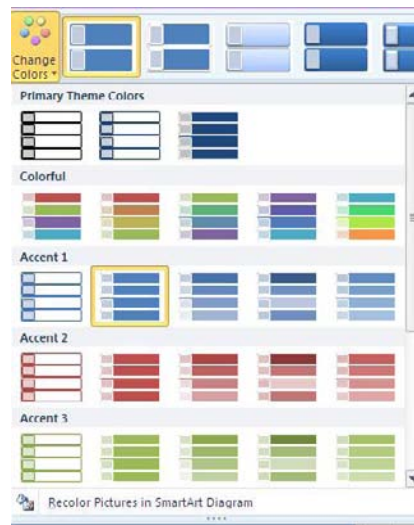 Change
Colors
Primary Theme Colors
Colorful
Accent 1
Accent 2
Accent 3
Recolor Pictures in SmartArt Diagram